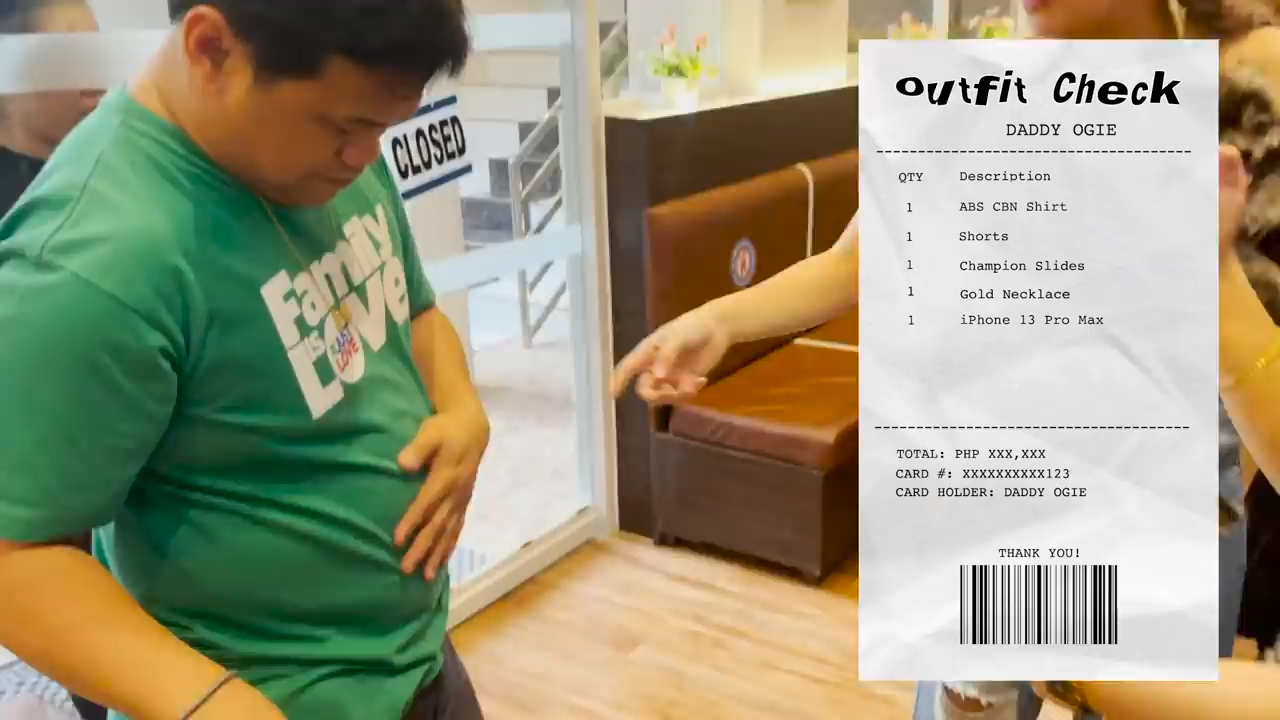 CLOSED
Family
is
Love
JUST
LOVE
outfit Check
DADDY OGIE
QTY Description
1 ABS CBN Shirt
1 Shorts
1 Champion Slides
1 Gold Necklace
1 iPhone 13 Pro Max
TOTAL: PHP XXX,XXX
CARD #: XXXXXXXXXX123
CARD HOLDER: DADDY OGIE
THANK YOU!